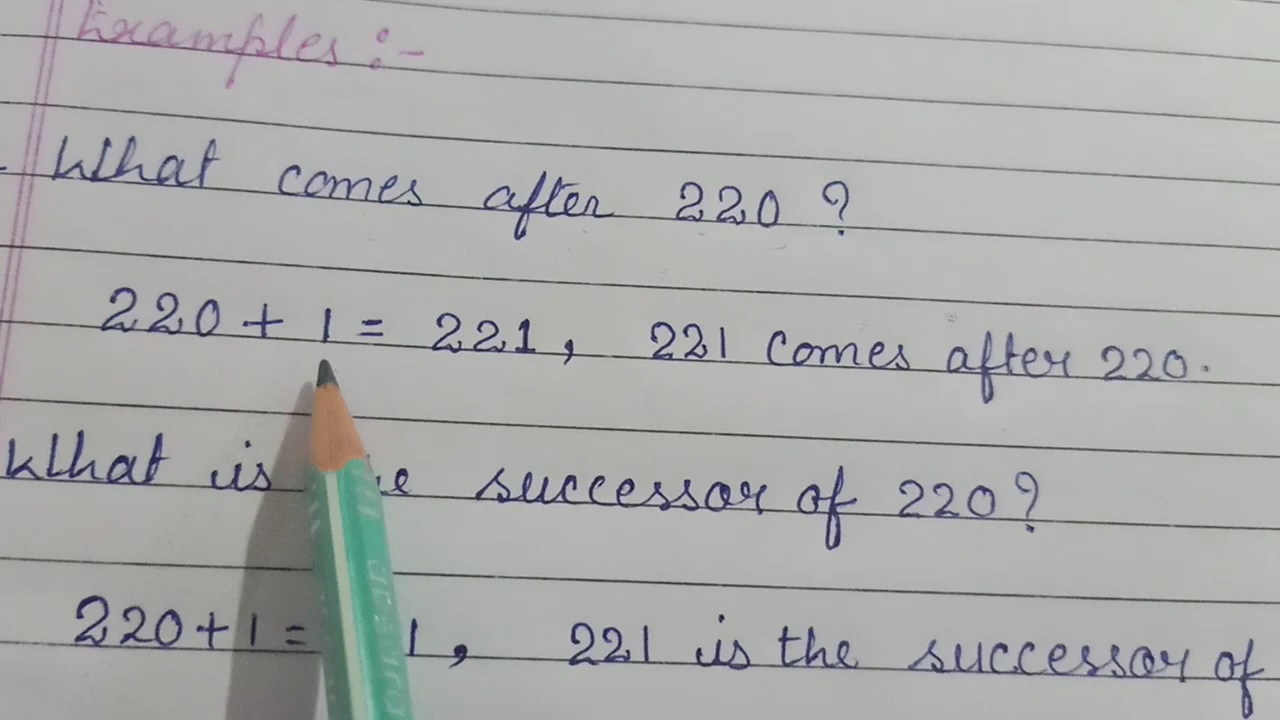 Examples :-
What comes after 220 ?
220 + 1 = 221, 221 comes after 220.
What is successor of 220?
220+1= 1, 221 is the successor of